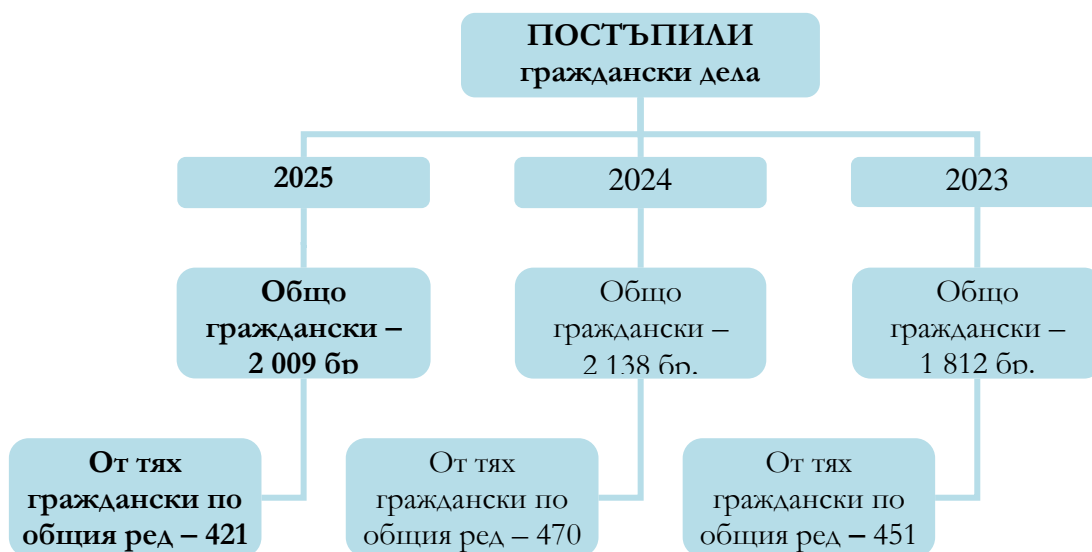 ПОСТЪПИЛИ
граждански дела
2025
2024
2023
Общо
граждански –
2 009 бр
Общо
граждански –
2 138 бр.
Общо
граждански –
1 812 бр.
От тях
граждански по
общия ред – 421
От тях
граждански по
общия ред – 470
От тях
граждански по
общия ред – 451